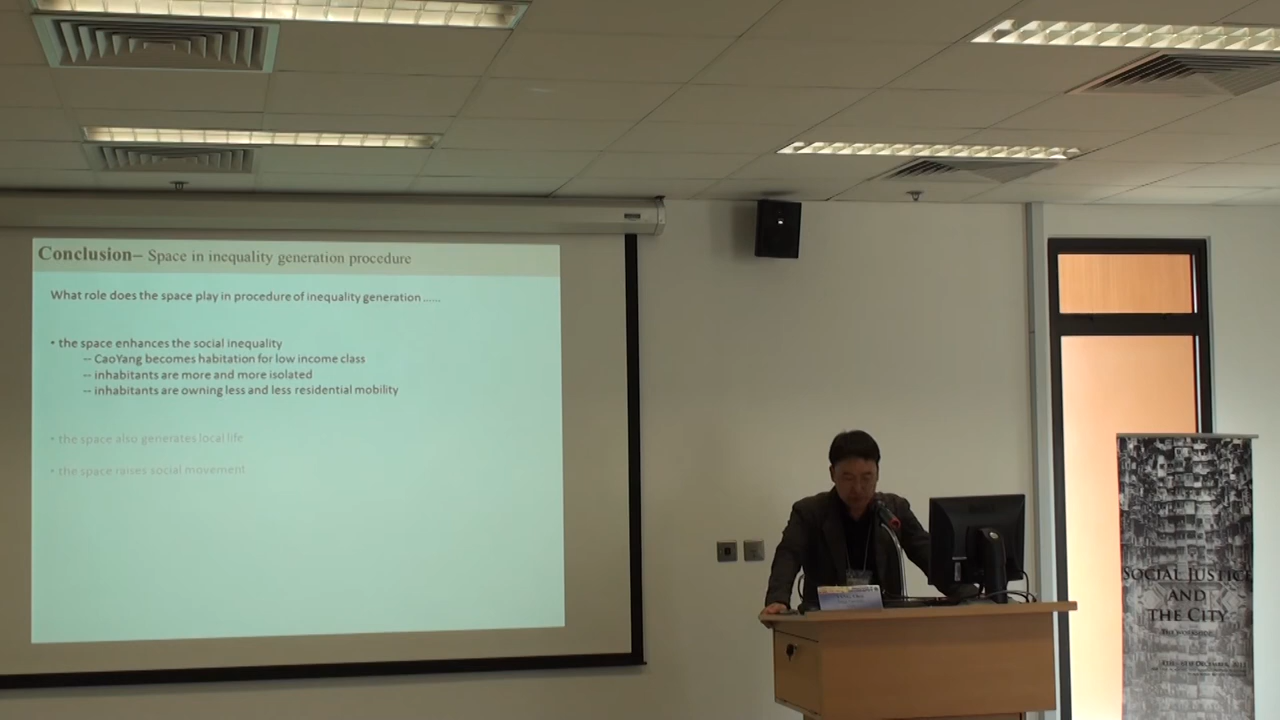 Conclusion– Space in inequality generation procedure
What role does the space play in procedure of inequality generation ......
• the space enhances the social inequality
– CaoYang becomes habitation for low income class
– inhabitants are more and more isolated
– inhabitants are owning less and less residential mobility
• the space also generates local life
• the space raises social movement
SOCIAL JUSTICE
AND
THE CITY